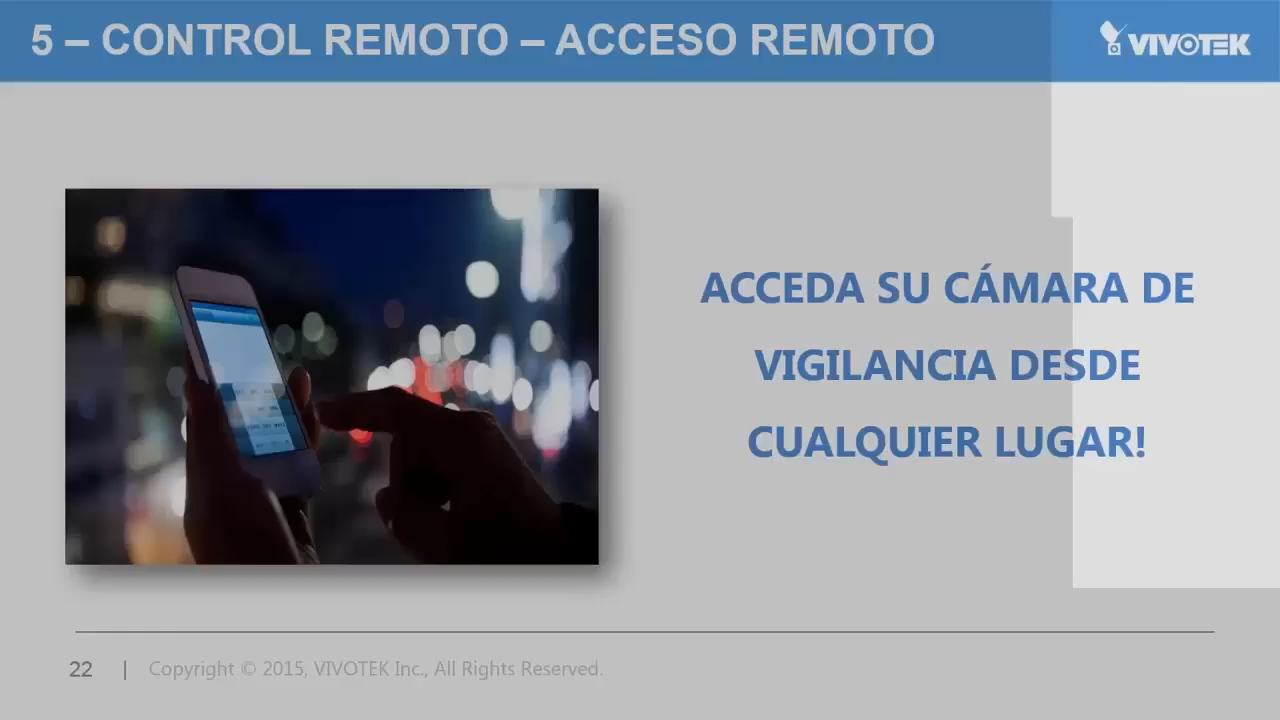 5 – CONTROL REMOTO – ACCESO REMOTO
VIVOTEK
ACCEDA SU CÁMARA DE
VIGILANCIA DESDE
CUALQUIER LUGAR!
22 | Copyright © 2015, VIVOTEK Inc., All Rights Reserved.